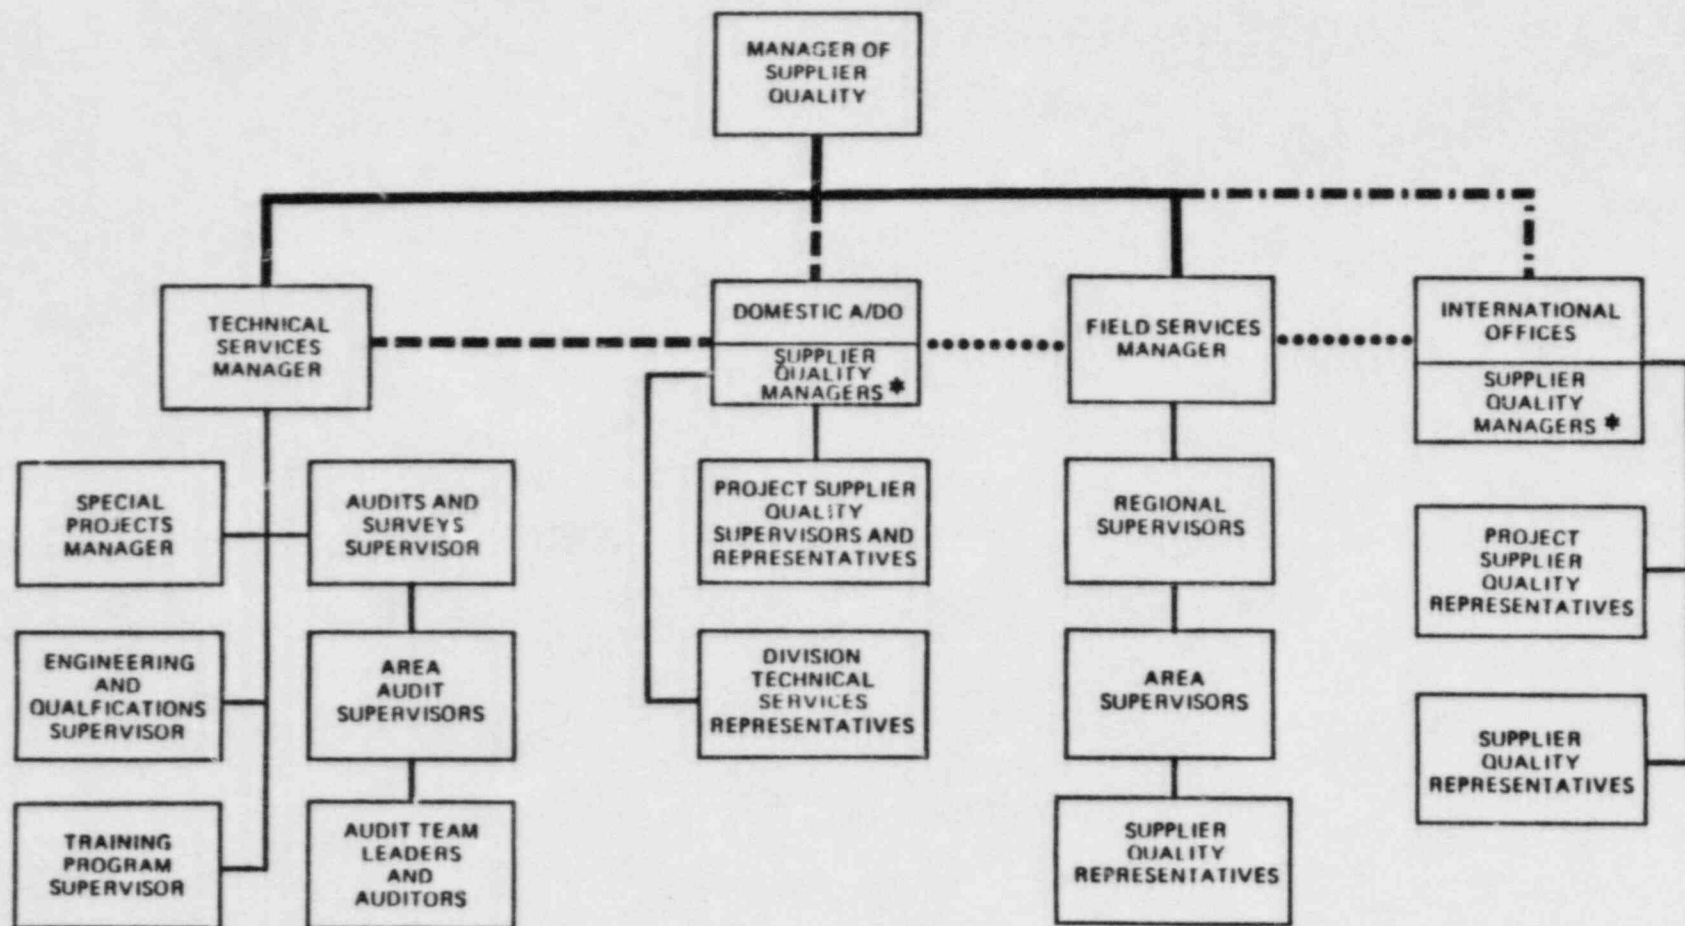 MANAGER OF
SUPPLIER
QUALITY
TECHNICAL
SERVICES
MANAGER
DOMESTIC A/DO
SUPPLIER
QUALITY
MANAGERS *
FIELD SERVICES
MANAGER
INTERNATIONAL
OFFICES
SUPPLIER
QUALITY
MANAGERS *
SPECIAL
PROJECTS
MANAGER
AUDITS AND
SURVEYS
SUPERVISOR
PROJECT SUPPLIER
QUALITY
SUPERVISORS AND
REPRESENTATIVES
REGIONAL
SUPERVISORS
PROJECT
SUPPLIER
QUALITY
REPRESENTATIVES
ENGINEERING
AND
QUALFICATIONS
SUPERVISOR
AREA
AUDIT
SUPERVISORS
DIVISION
TECHNICAL
SERVICES
REPRESENTATIVES
AREA
SUPERVISORS
SUPPLIER
QUALITY
REPRESENTATIVES
TRAINING
PROGRAM
SUPERVISOR
AUDIT TEAM
LEADERS
AND
AUDITORS
SUPPLIER
QUALITY
REPRESENTATIVES